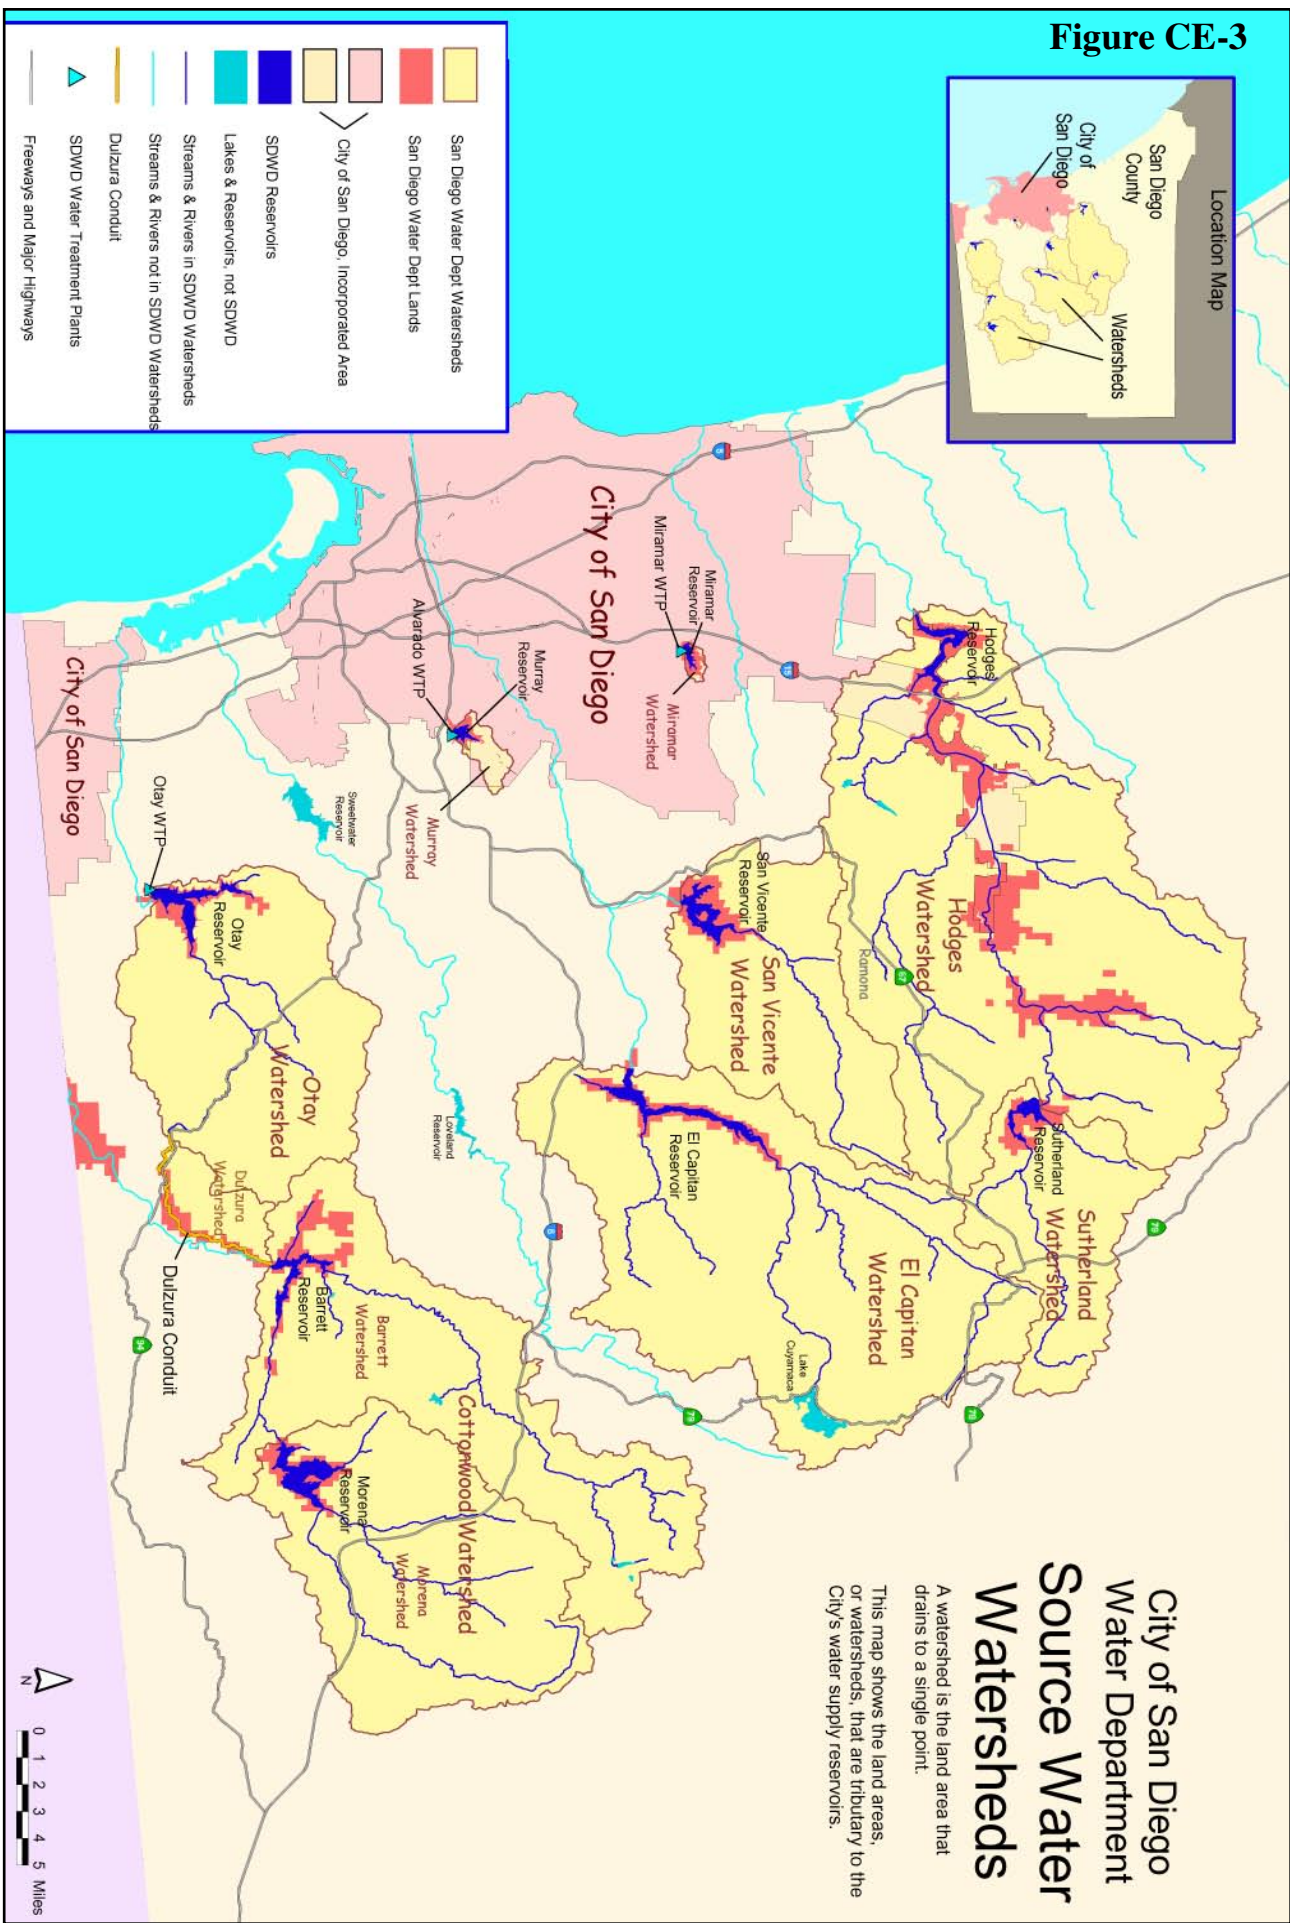 Figure CE-3
City of San Diego
Water Department
Source Water
Watersheds
A watershed is the land area that
drains to a single point.
This map shows the land areas,
or watersheds, that are tributary to the
City's water supply reservoirs.
Location Map
San Diego
County
City of
San Diego
Watersheds
Hodges
Reservoir
Hodges
Watershed
Sutherland
Reservoir
Sutherland
Watershed
Ramona
San Vicente
Reservoir
San Vicente
Watershed
El Capitan
Reservoir
El Capitan
Watershed
Lake
Cuyamaca
Miramar
Reservoir
Miramar WTP
Miramar
Watershed
City of San Diego
Murray
Reservoir
Alvarado WTP
Murray
Watershed
Sweetwater
Reservoir
Loveland
Reservoir
Otay WTP
Otay
Reservoir
Otay
Watershed
Dulzura
Watershed
Dulzura Conduit
Barrett
Reservoir
Barrett
Watershed
Cottonwood Watershed
Morena
Reservoir
Morena
Watershed
City of San Diego
5
15
67
79
78
79
8
94
San Diego Water Dept Watersheds
San Diego Water Dept Lands
City of San Diego, Incorporated Area
SDWD Reservoirs
Lakes & Reservoirs, not SDWD
Streams & Rivers in SDWD Watersheds
Streams & Rivers not in SDWD Watersheds
Dulzura Conduit
SDWD Water Treatment Plants
Freeways and Major Highways
N
0 1 2 3 4 5 Miles